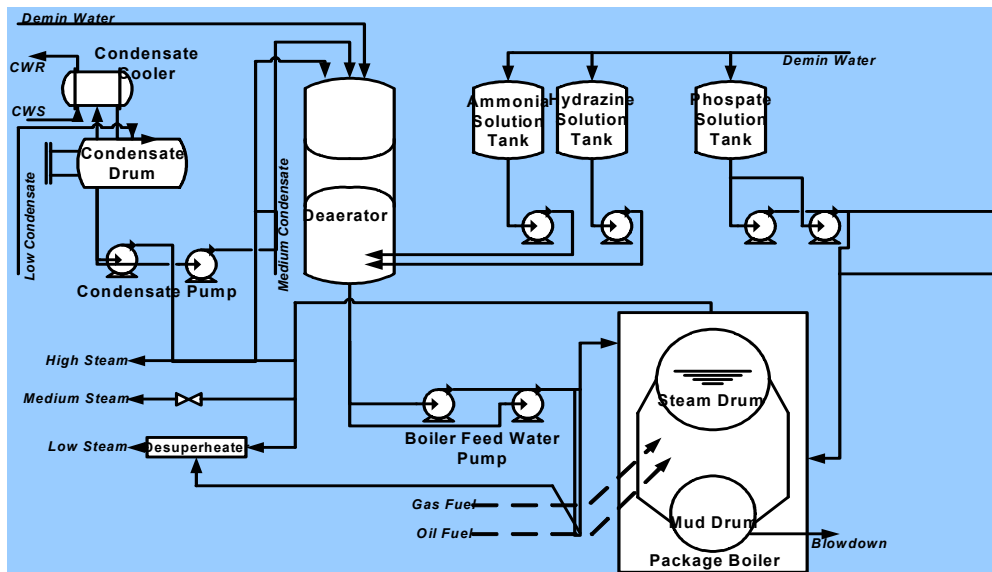 Demin Water
Condensate
Sooler
CWR
CWS
Condensate
Drum
Low Condensate
Condensate Pump
Medium Condensate
Deaerator
Demin Water
Ammonia
Solution
Tank
Hydrazine
Solution
Tank
Phospate
Solution
Tank
High Steam
Medium Steam
Low Steam
Desuperheate
Boiler Feed Water
Pump
Gas Fuel
Oil Fuel
Steam Drum
Mud Drum
Blowdown
Package Boiler